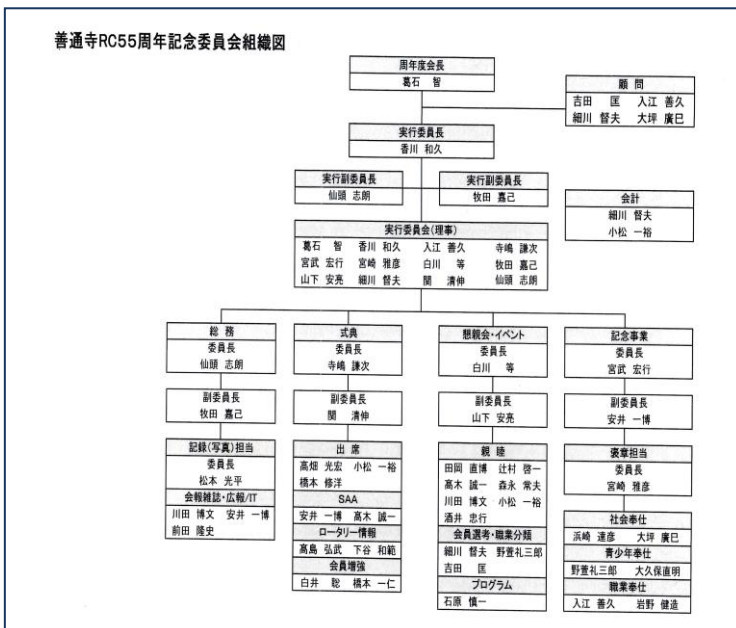 善通寺RC55周年記念委員会組織図
周年度会長
葛石 智
顧問
吉田 匡 入江 善久
細川 督夫 大坪 廣巳
実行委員長
香川 和久
実行副委員長
仙頭 志朗
実行副委員長
牧田 嘉己
会計
細川 督夫
小松 一裕
実行委員会(理事)
葛石 智 香川 和久 入江 善久 寺嶋 謙次
宮武 宏行 宮崎 雅彦 白川 等 牧田 嘉己
山下 安亮 細川 督夫 関 清伸 仙頭 志朗
総務
委員長
仙頭 志朗
副委員長
牧田 嘉己
記録(写真)担当
委員長
松本 光平
会報雑誌・広報/IT
川田 博文 安井 一博
前田 隆史
式典
委員長
寺嶋 謙次
副委員長
関 清伸
出席
高畑 光宏 小松 一裕
橋本 修洋
SAA
安井 一博 高木 誠一
ロータリー情報
高島 弘武 下谷 和範
会員増強
白井 聡 橋本 一仁
懇親会・イベント
委員長
白川 等
副委員長
山下 安亮
親睦
田岡 直博 辻村 啓一
高木 誠一 森永 常夫
川田 博文 小松 一裕
酒井 忠行
会員選考・職業分類
細川 督夫 野萱礼三郎
吉田 匡
プログラム
石原 慎一
記念事業
委員長
宮武 宏行
副委員長
安井 一博
褒章担当
委員長
宮崎 雅彦
社会奉仕
浜崎 達彦 大坪 廣巳
青少年奉仕
野萱礼三郎 大久保直明
職業奉仕
入江 善久 岩野 健造